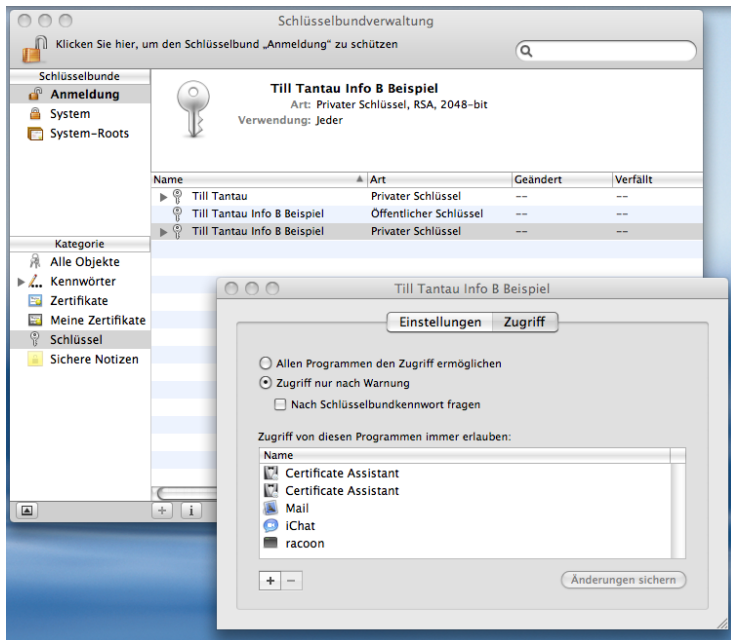 Schlüsselbundverwaltung
Klicken Sie hier, um den Schlüsselbund „Anmeldung“ zu schützen
Schlüsselbunde
Anmeldung
System
System-Roots
Till Tantau Info B Beispiel
Art: Privater Schlüssel, RSA, 2048-bit
Verwendung: Jeder
Name Art Geändert Verfällt
Till Tantau Privater Schlüssel -- --
Till Tantau Info B Beispiel Öffentlicher Schlüssel -- --
Till Tantau Info B Beispiel Privater Schlüssel -- --
Kategorie
Alle Objekte
Kennwörter
Zertifikate
Meine Zertifikate
Schlüssel
Sichere Notizen
Till Tantau Info B Beispiel
Einstellungen Zugriff
Allen Programmen den Zugriff ermöglichen
Zugriff nur nach Warnung
Nach Schlüsselbundkennwort fragen
Zugriff von diesen Programmen immer erlauben:
Name
Certificate Assistant
Certificate Assistant
Mail
iChat
racoon
Änderungen sichern